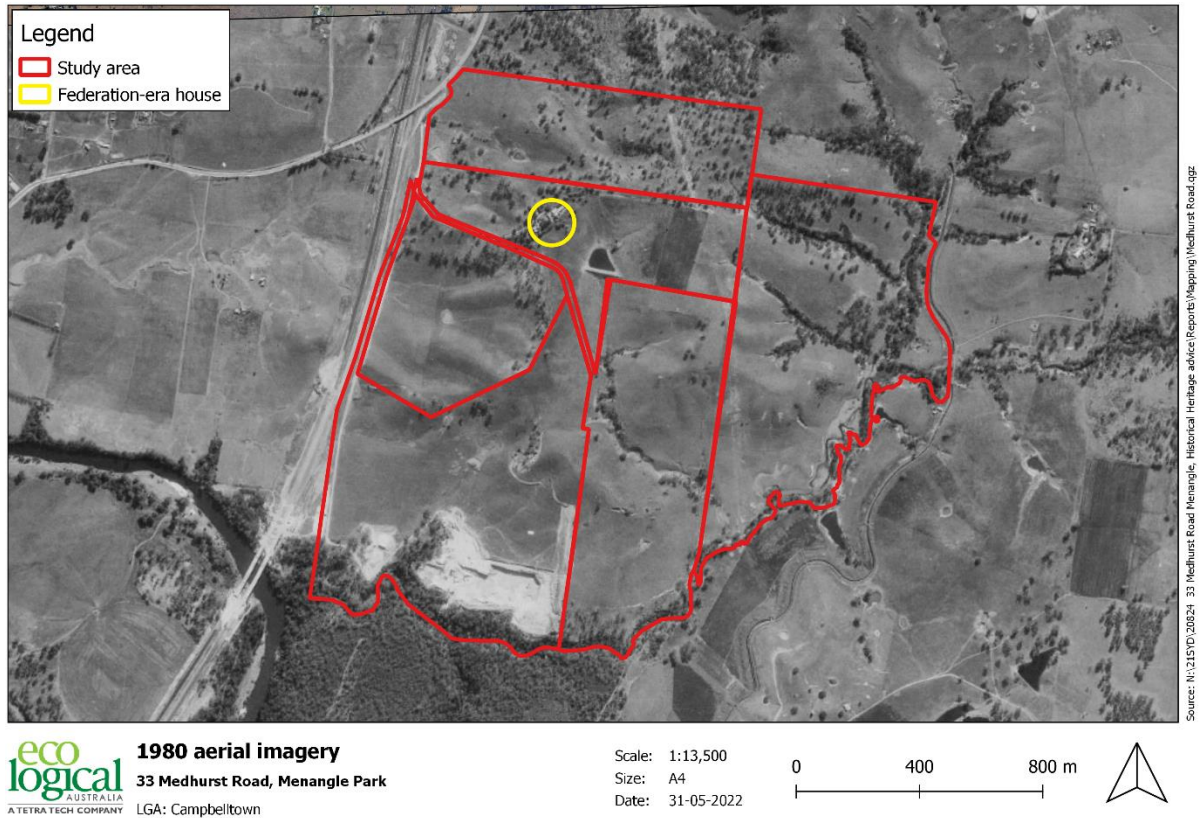 Legend
Study area
Federation-era house
Source: N:\21SYD\20824 33 Medhurst Road Menangle, Historical Heritage advice\Reports\Mapping\Medhurst Road.qgz
eco
logical
AUSTRALIA
A TETRA TECH COMPANY
1980 aerial imagery
33 Medhurst Road, Menangle Park
LGA: Campbelltown
Scale: 1:13,500
Size: A4
Date: 31-05-2022
0 400 800 m